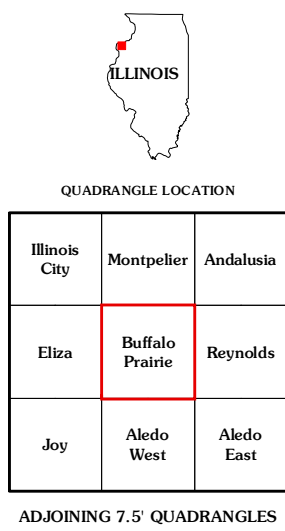 ILLINOIS
QUADRANGLE LOCATION
Illinois
City
Montpelier
Andalusia
Eliza
Buffalo
Prairie
Reynolds
Joy
Aledo
West
Aledo
East
ADJOINING 7.5' QUADRANGLES